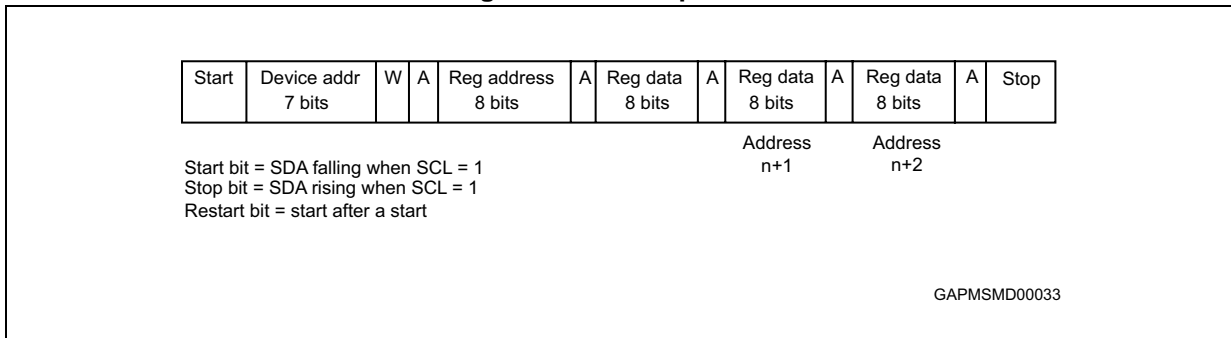 Start Device addr W A Reg address A Reg data A Reg data A Reg data A Stop
7 bits 8 bits 8 bits 8 bits 8 bits
Address Address
n+1 n+2
Start bit = SDA falling when SCL = 1
Stop bit = SDA rising when SCL = 1
Restart bit = start after a start
GAPMSMD00033